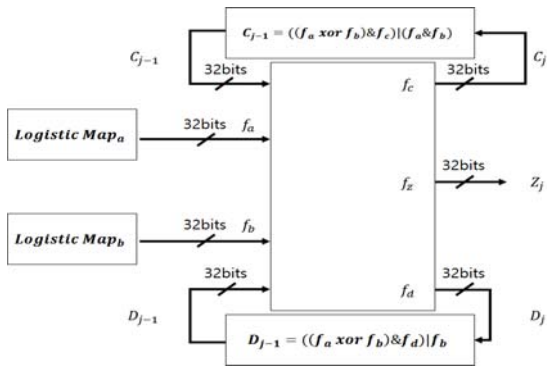 C_{j-1} = ((f_a xor f_b)&f_c)|(f_a&f_b)
C_{j-1}
C_j
32bits
f_c
32bits
Logistic Map_a
32bits
f_a
32bits
f_z
Z_j
Logistic Map_b
32bits
f_b
32bits
f_d
32bits
D_{j-1}
D_j
D_{j-1} = ((f_a xor f_b)&f_d)|f_b